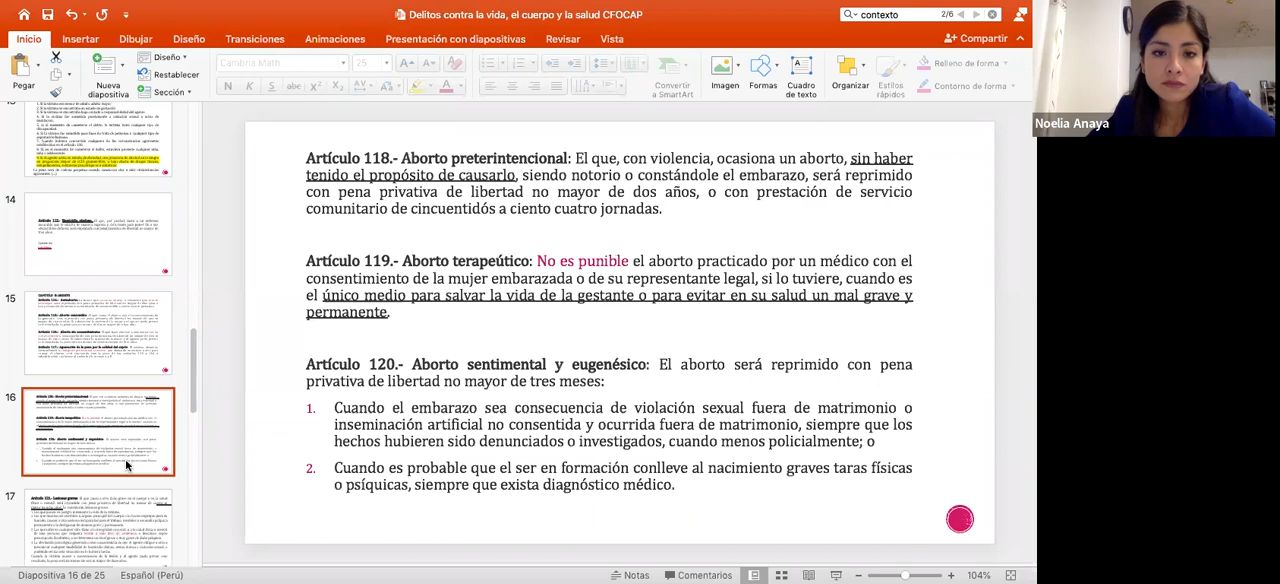 Delitos contra la vida, el cuerpo y la salud CFOCAP
contexto 2/6
Inicio Insertar Dibujar Diseño Transiciones Animaciones Presentación con diapositivas Revisar Vista
Compartir
Pegar
Nueva diapositiva
Diseño
Restablecer
Sección
Cambria Math 25
N K S abc X² X₂ AV Aa A
Convertir a SmartArt
Imagen
Formas
Cuadro de texto
Organizar
Estilos rápidos
Relleno de forma
Contorno de forma
Noelia Anaya
14
15
16
17
Artículo 118.- Aborto preterintencional: El que, con violencia, ocasiona un aborto, sin haber
tenido el propósito de causarlo, siendo notorio o constándole el embarazo, será reprimido
con pena privativa de libertad no mayor de dos años, o con prestación de servicio
comunitario de cincuentidós a ciento cuatro jornadas.
Artículo 119.- Aborto terapeútico: No es punible el aborto practicado por un médico con el
consentimiento de la mujer embarazada o de su representante legal, si lo tuviere, cuando es
el único medio para salvar la vida de la gestante o para evitar en su salud un mal grave y
permanente.
Artículo 120.- Aborto sentimental y eugenésico: El aborto será reprimido con pena
privativa de libertad no mayor de tres meses:
1. Cuando el embarazo sea consecuencia de violación sexual fuera de matrimonio o
inseminación artificial no consentida y ocurrida fuera de matrimonio, siempre que los
hechos hubieren sido denunciados o investigados, cuando menos policialmente; o
2. Cuando es probable que el ser en formación conlleve al nacimiento graves taras físicas
o psíquicas, siempre que exista diagnóstico médico.
Diapositiva 16 de 25 Español (Perú)
Notas Comentarios 104%